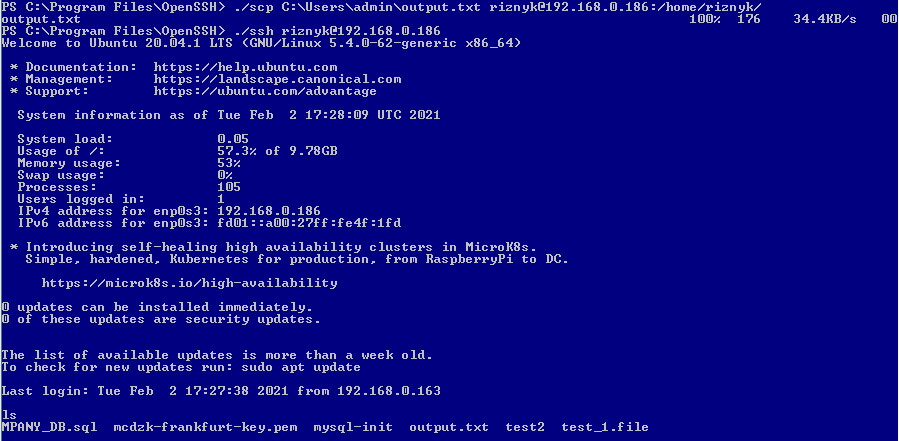 PS C:\Program Files\OpenSSH> ./scp C:\Users\admin\output.txt riznyk@192.168.0.186:/home/riznyk/
output.txt 100% 176 34.4KB/s 00
PS C:\Program Files\OpenSSH> ./ssh riznyk@192.168.0.186
Welcome to Ubuntu 20.04.1 LTS (GNU/Linux 5.4.0-62-generic x86_64)
* Documentation: https://help.ubuntu.com
* Management: https://landscape.canonical.com
* Support: https://ubuntu.com/advantage
System information as of Tue Feb 2 17:28:09 UTC 2021
System load: 0.05
Usage of /: 57.3% of 9.78GB
Memory usage: 53%
Swap usage: 0%
Processes: 105
Users logged in: 1
IPv4 address for enp0s3: 192.168.0.186
IPv6 address for enp0s3: fd01::a00:27ff:fe4f:1fd
* Introducing self-healing high availability clusters in MicroK8s.
Simple, hardened, Kubernetes for production, from RaspberryPi to DC.
https://microk8s.io/high-availability
0 updates can be installed immediately.
0 of these updates are security updates.
The list of available updates is more than a week old.
To check for new updates run: sudo apt update
Last login: Tue Feb 2 17:27:38 2021 from 192.168.0.163
ls
MPANY_DB.sql mcdzk-frankfurt-key.pem mysql-init output.txt test2 test_1.file